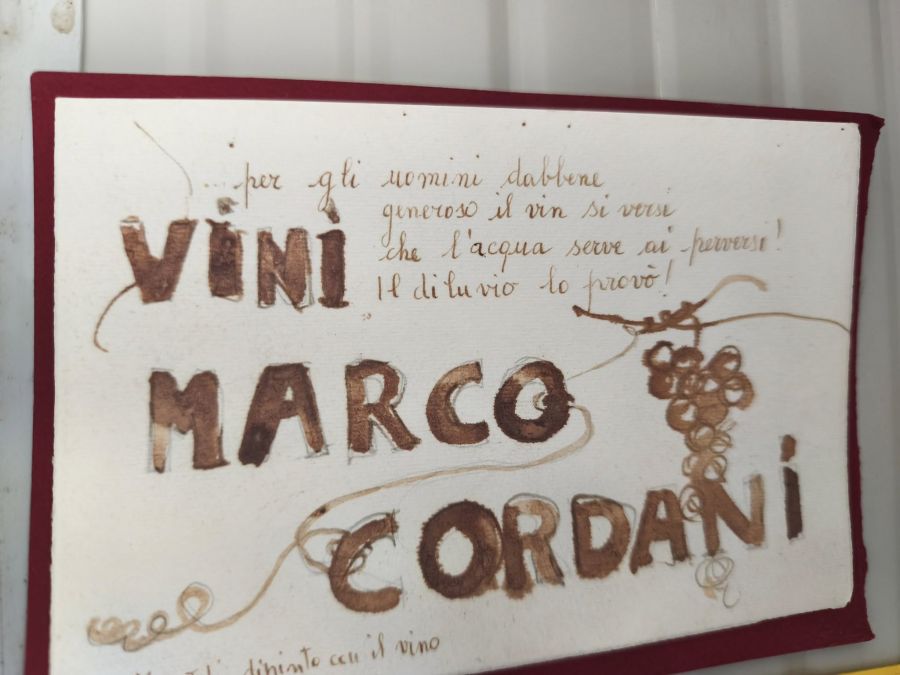 ... per gli uomini dabbene
generoso il vin si versi
che l'acqua serve ai perversi!
Il diluvio lo provò!
VINI
MARCO
CORDANI
dipinto con il vino